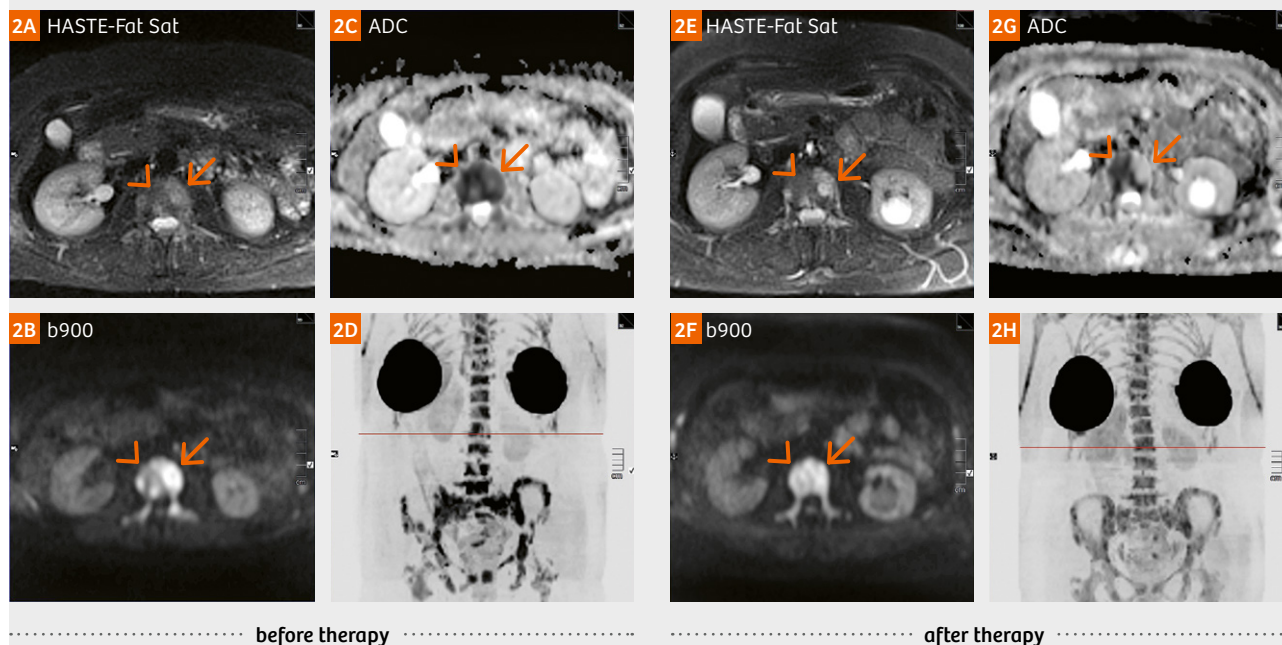 2A HASTE-Fat Sat
2C ADC
2E HASTE-Fat Sat
2G ADC
2B b900
2D
2F b900
2H
before therapy
after therapy